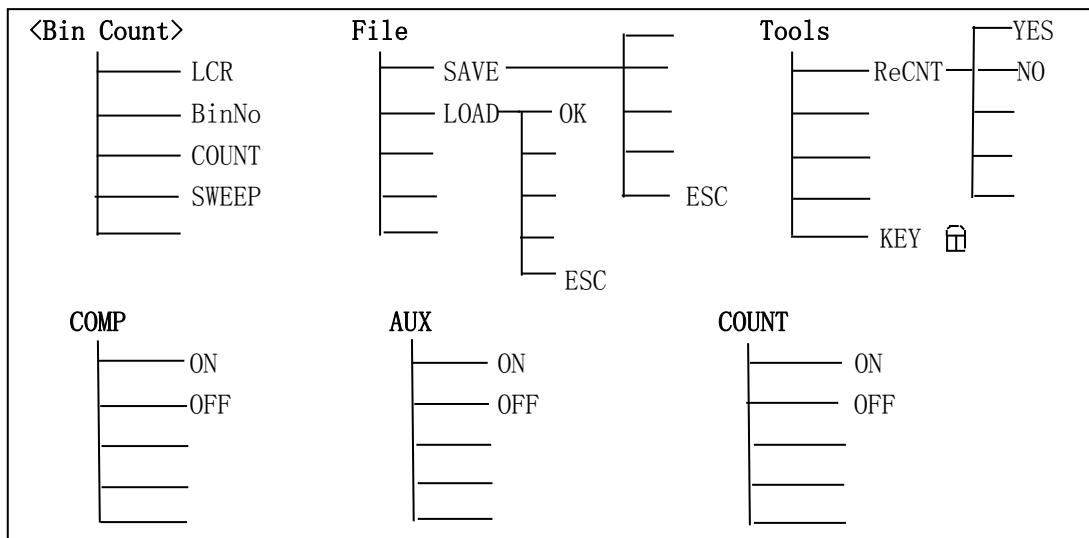 <Bin Count>
LCR
BinNo
COUNT
SWEEP
File
SAVE
LOAD
OK
ESC
ESC
Tools
ReCNT
YES
NO
KEY
COMP
ON
OFF
AUX
ON
OFF
COUNT
ON
OFF